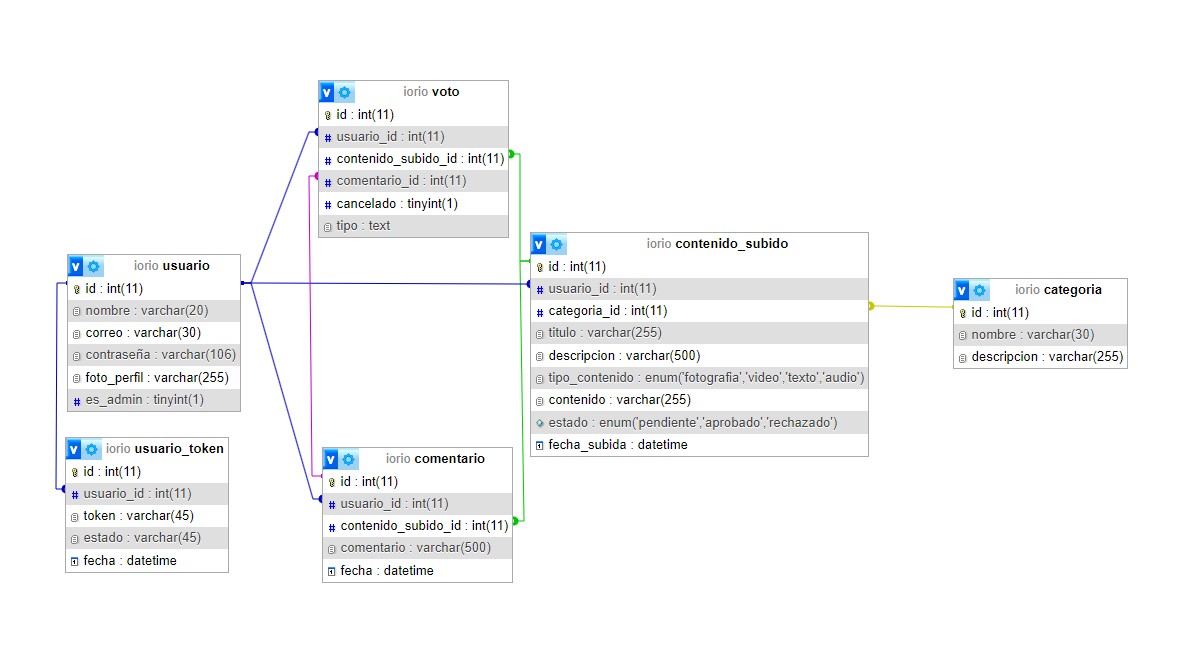 iorio voto
id : int(11)
usuario_id : int(11)
contenido_subido_id : int(11)
comentario_id : int(11)
cancelado : tinyint(1)
tipo : text
iorio usuario
id : int(11)
nombre : varchar(20)
correo : varchar(30)
contraseña : varchar(106)
foto_perfil : varchar(255)
es_admin : tinyint(1)
iorio usuario_token
id : int(11)
usuario_id : int(11)
token : varchar(45)
estado : varchar(45)
fecha : datetime
iorio comentario
id : int(11)
usuario_id : int(11)
contenido_subido_id : int(11)
comentario : varchar(500)
fecha : datetime
iorio contenido_subido
id : int(11)
usuario_id : int(11)
categoria_id : int(11)
titulo : varchar(255)
descripcion : varchar(500)
tipo_contenido : enum('fotografia','video','texto','audio')
contenido : varchar(255)
estado : enum('pendiente','aprobado','rechazado')
fecha_subida : datetime
iorio categoria
id : int(11)
nombre : varchar(30)
descripcion : varchar(255)